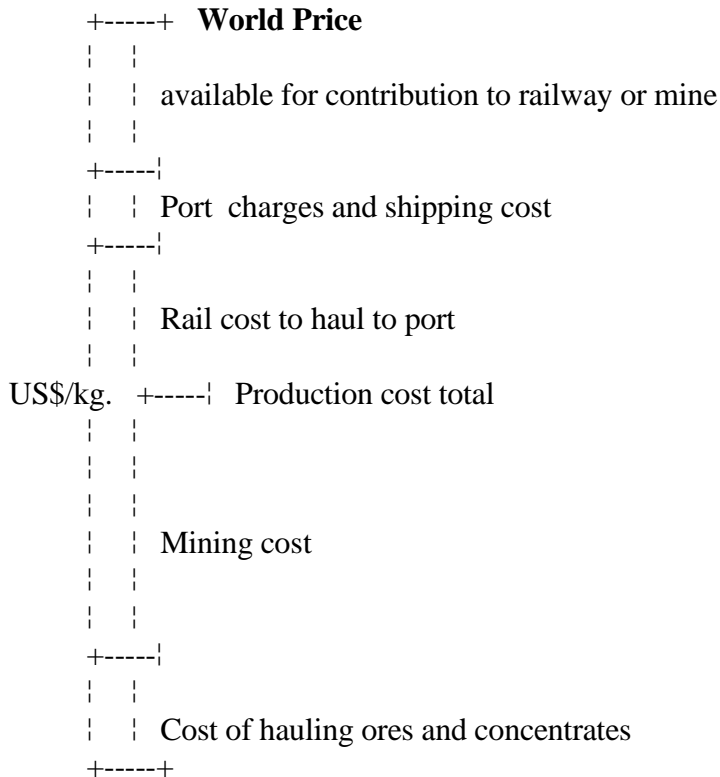 +-----+ World Price
¦ ¦
¦ ¦ available for contribution to railway or mine
¦ ¦
+-----¦
¦ ¦ Port charges and shipping cost
+-----¦
¦ ¦
¦ ¦ Rail cost to haul to port
¦ ¦
US$/kg. +-----¦ Production cost total
¦ ¦
¦ ¦
¦ ¦
¦ ¦ Mining cost
¦ ¦
¦ ¦
+-----¦
¦ ¦
¦ ¦ Cost of hauling ores and concentrates
+-----+